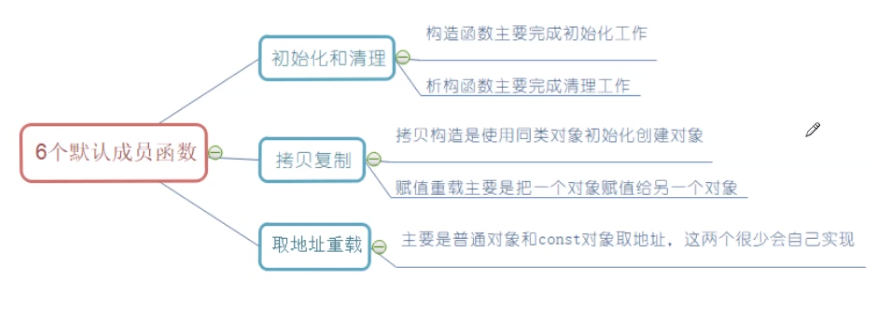 6个默认成员函数
初始化和清理
构造函数主要完成初始化工作
析构函数主要完成清理工作
拷贝复制
拷贝构造是使用同类对象初始化创建对象
赋值重载主要是把一个对象赋值给另一个对象
取地址重载
主要是普通对象和const对象取地址，这两个很少会自己实现